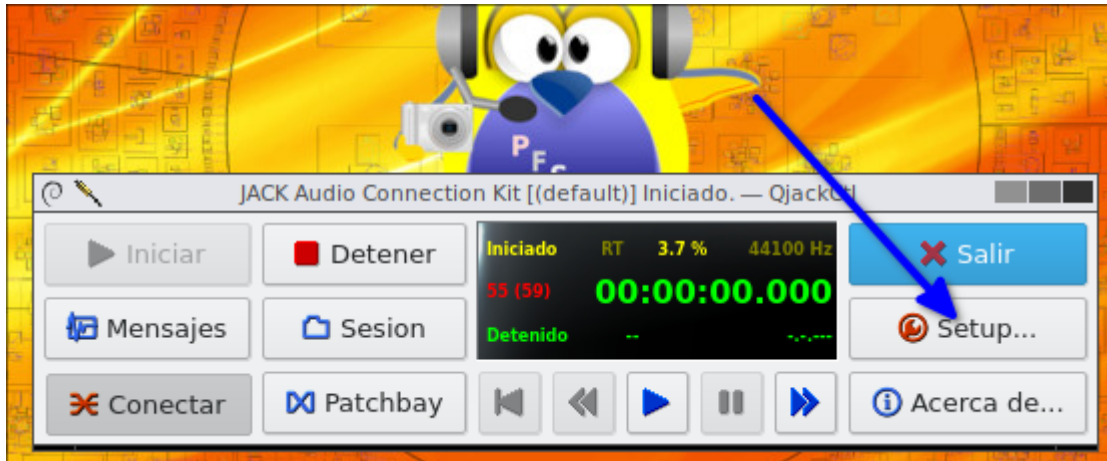 P
F
JACK Audio Connection Kit [(default)] Iniciado. — QjackCtl
Iniciar
Detener
Iniciado RT 3.7 % 44100 Hz
Salir
55 (59) 00:00:00.000
Mensajes
Sesion
Detenido -- -.-.---
Setup...
Conectar
Patchbay
Acerca de...